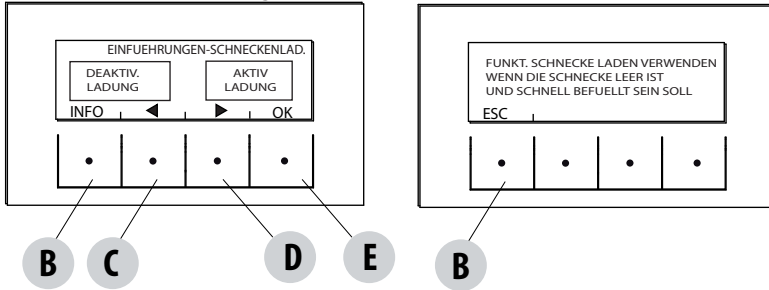 EINFUEHRUNGEN-SCHNECKENLAD.
DEAKTIV.
LADUNG
AKTIV
LADUNG
INFO ◀ ▶ OK
B C D E
FUNKT. SCHNECKE LADEN VERWENDEN
WENN DIE SCHNECKE LEER IST
UND SCHNELL BEFUELLT SEIN SOLL
ESC
B